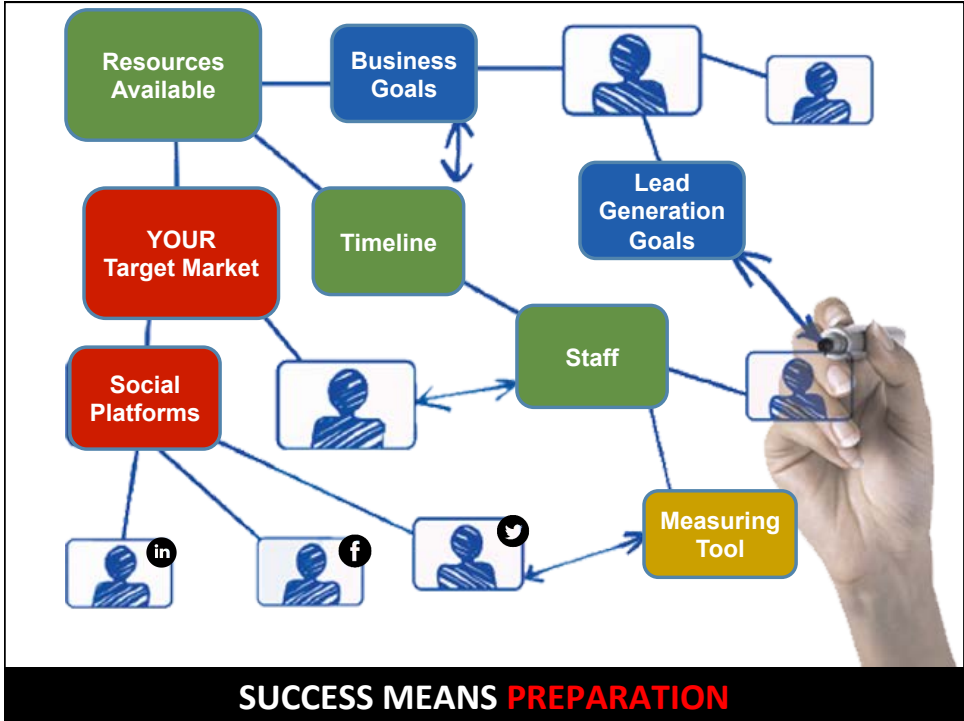 Resources
Available
Business
Goals
Lead
Generation
Goals
YOUR
Target Market
Timeline
Staff
Social
Platforms
in
f
Measuring
Tool
SUCCESS MEANS PREPARATION